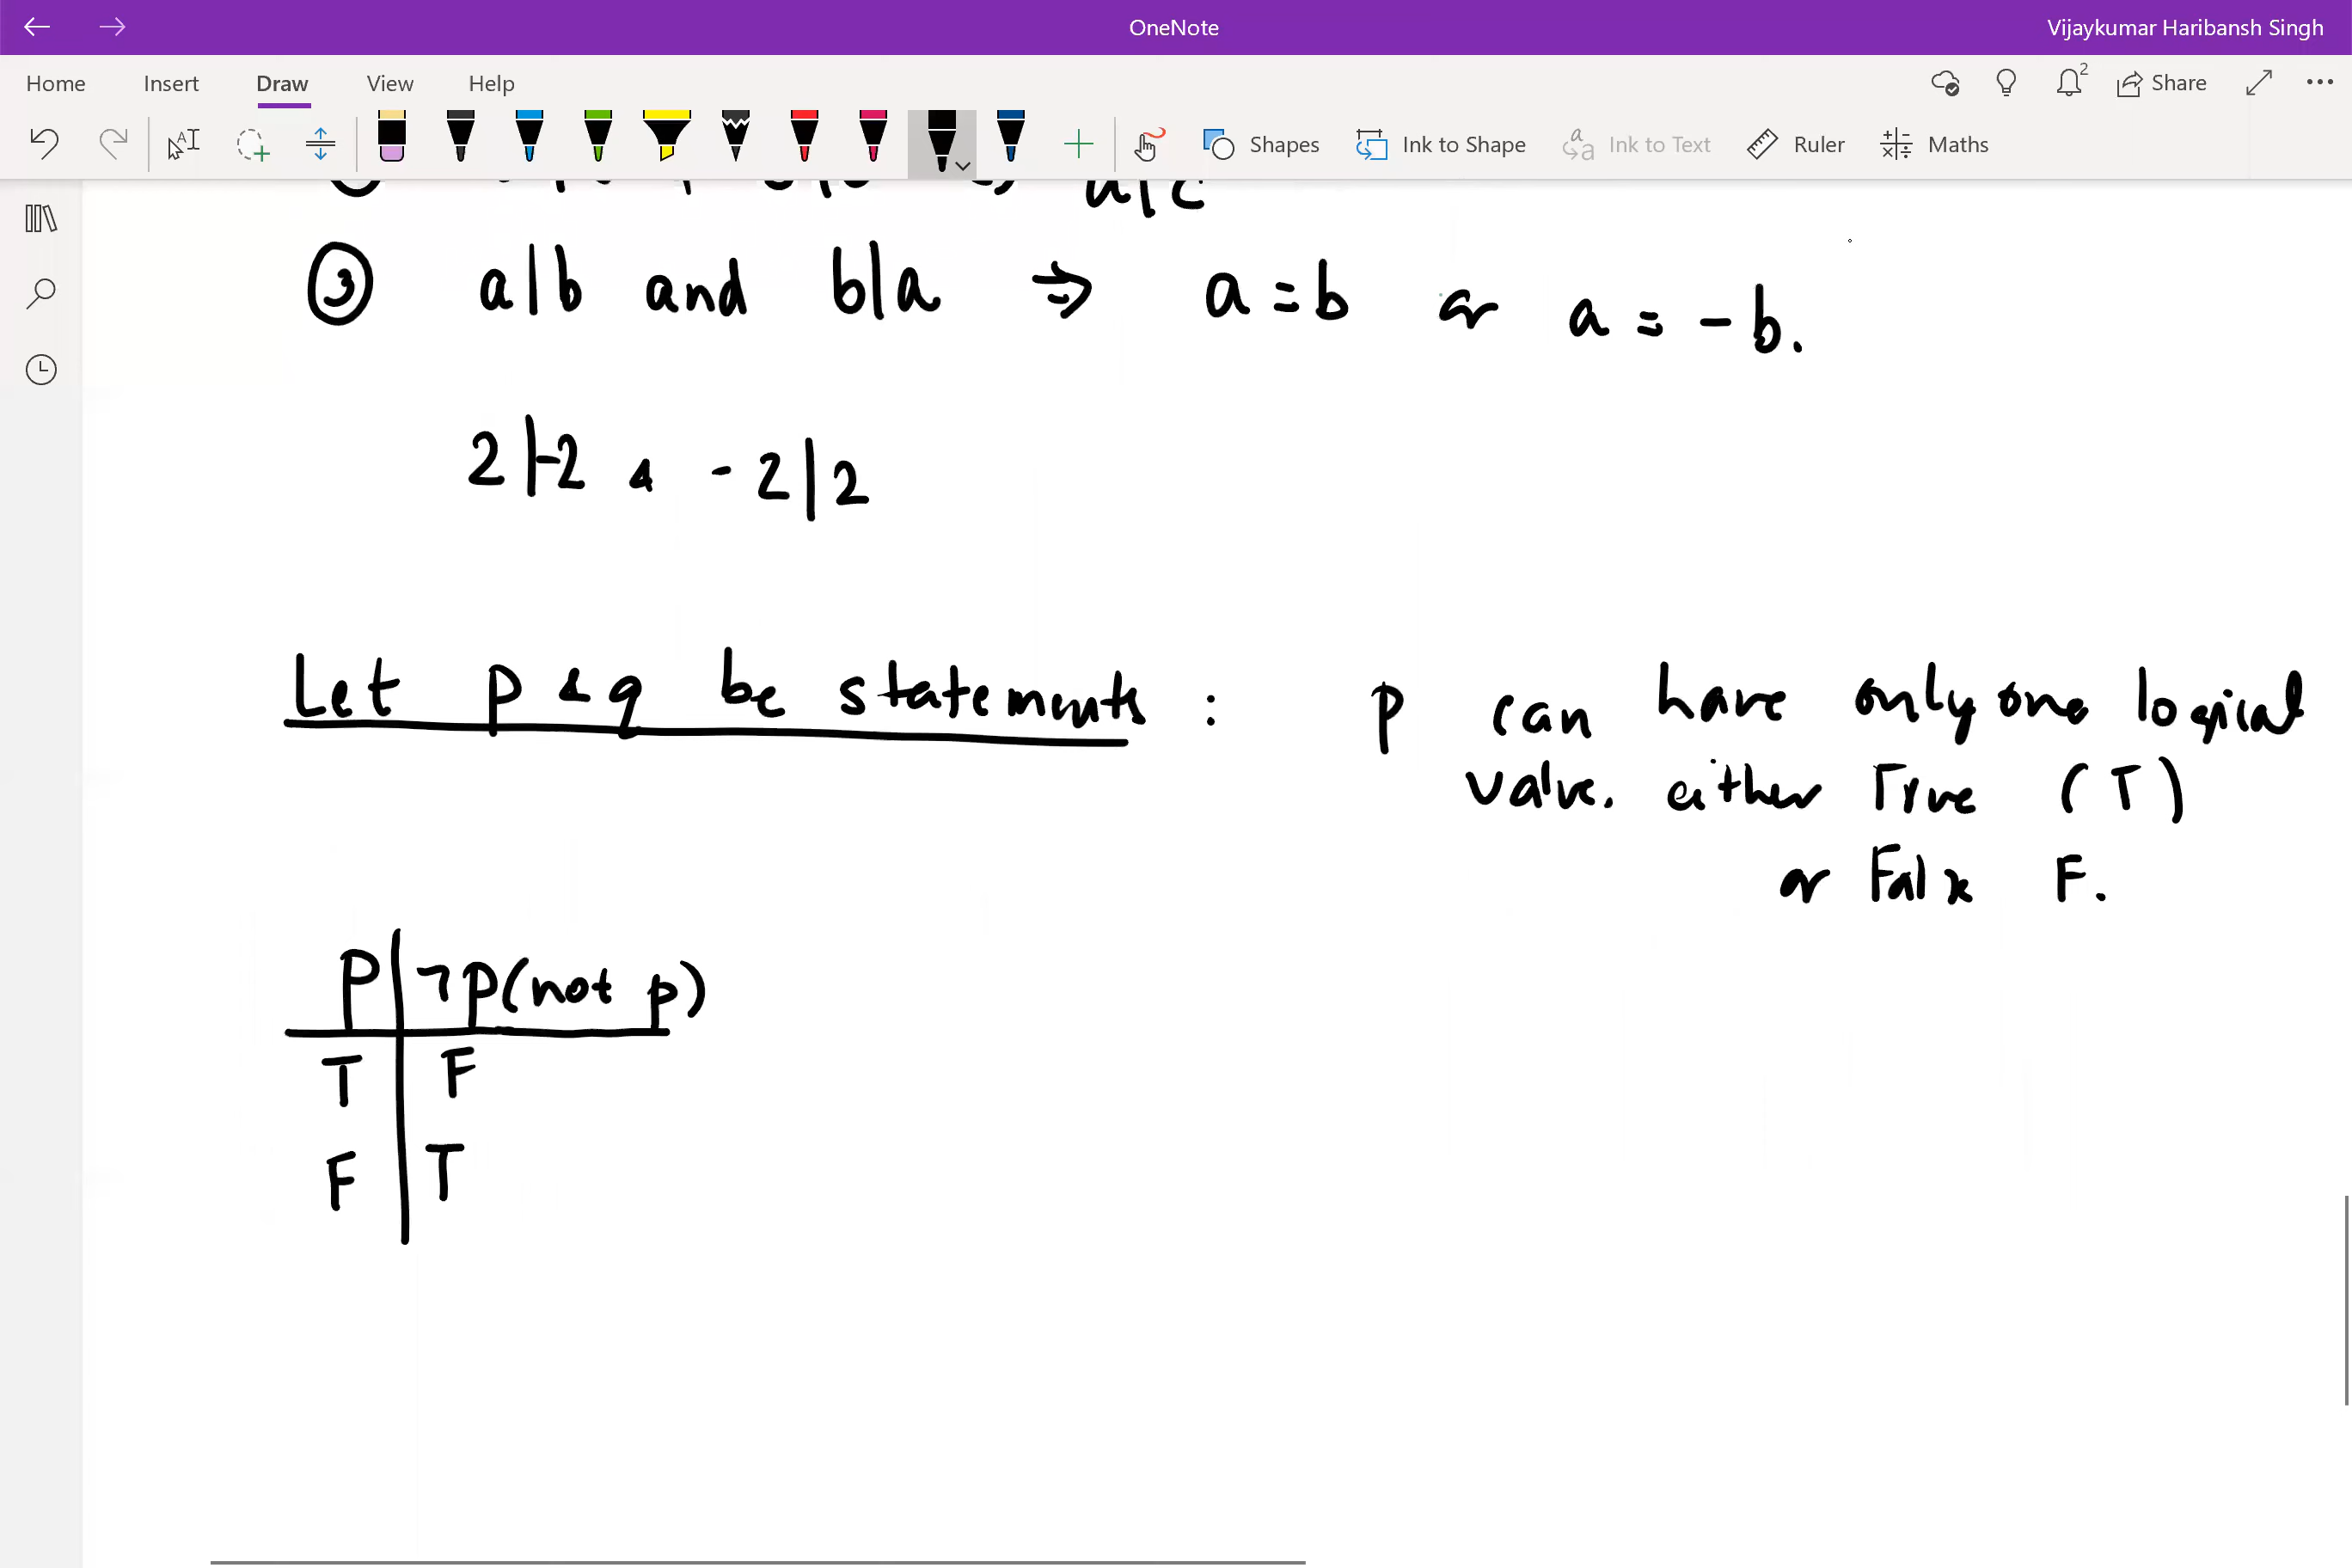 OneNote
Vijaykumar Haribansh Singh
Home Insert Draw View Help
2 Share
Shapes Ink to Shape Ink to Text Ruler Maths
a|c
③ a|b and b|a ⇒ a = b or a = -b.
2|-2 & -2|2
Let p & q be statements : p can have only one logical
value. either True (T)
or False F.
P ¬p(not p)
T F
F T